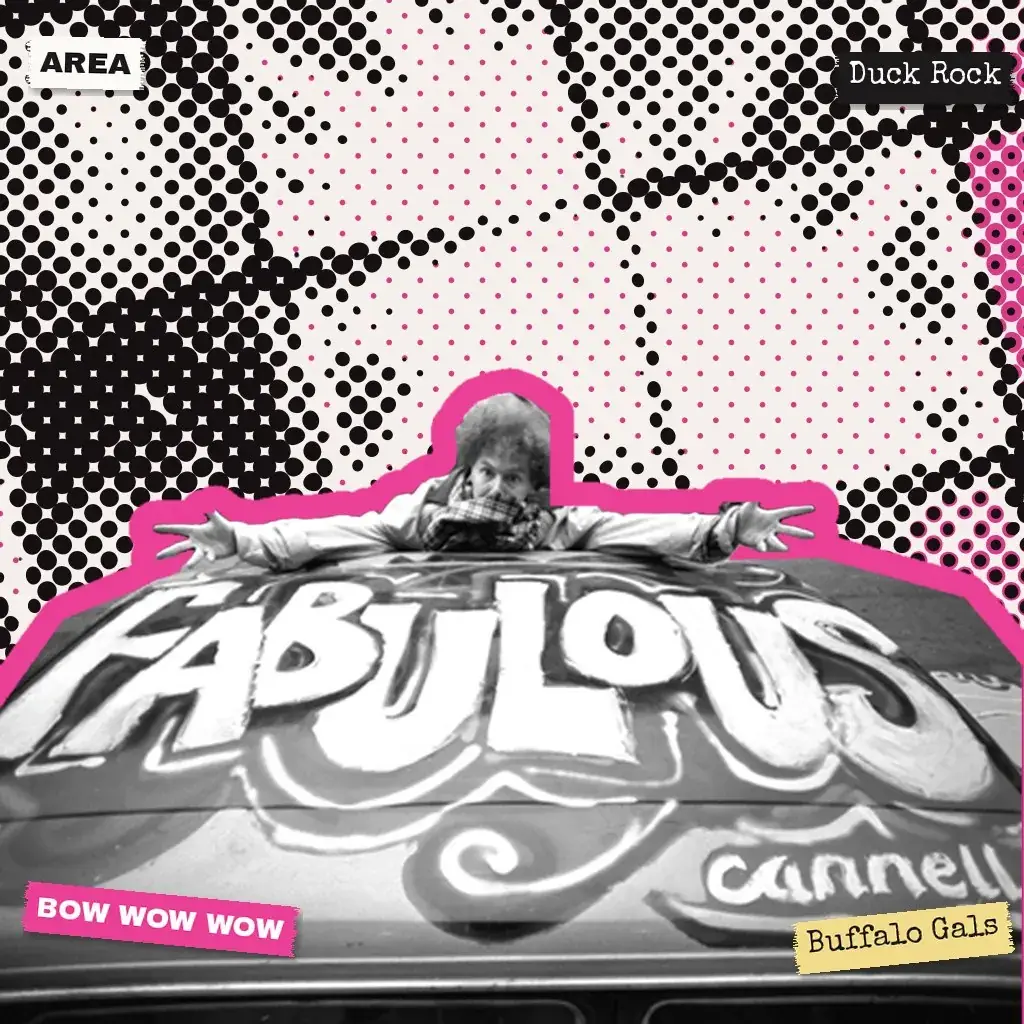 AREA
Duck Rock
FABULOUS
cannell
BOW WOW WOW
Buffalo Gals